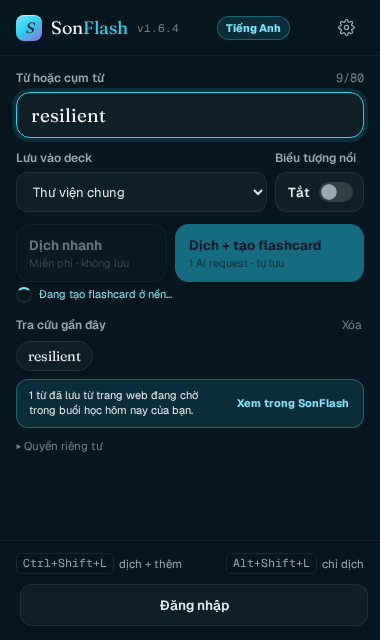 S SonFlash v1.6.4 Tiếng Anh
Từ hoặc cụm từ 9/80
resilient
Lưu vào deck Biểu tượng nổi
Thư viện chung Tắt
Dịch nhanh Dịch + tạo flashcard
Miễn phí · không lưu 1 AI request · tự lưu
Đang tạo flashcard ở nền…
Tra cứu gần đây Xóa
resilient
1 từ đã lưu từ trang web đang chờ
trong buổi học hôm nay của bạn. Xem trong SonFlash
▸ Quyền riêng tư
Ctrl+Shift+L dịch + thêm Alt+Shift+L chỉ dịch
Đăng nhập